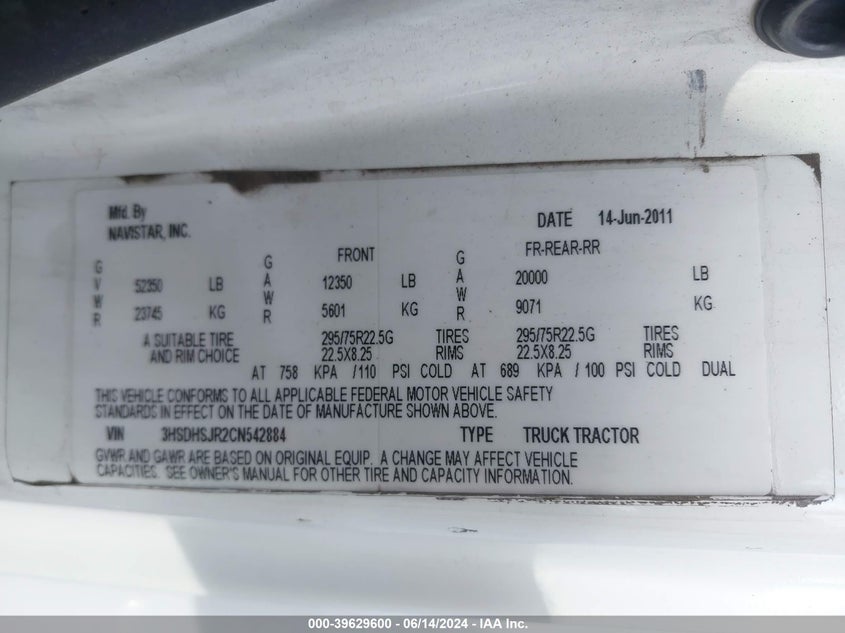 Mfd. By
NAVISTAR, INC.
DATE 14-Jun-2011
FRONT FR-REAR-RR
GVWR 52350 LB GAWR 12350 LB GAWR 20000 LB
23745 KG 5601 KG 9071 KG
A SUITABLE TIRE 295/75R22.5G TIRES 295/75R22.5G TIRES
AND RIM CHOICE 22.5X8.25 RIMS 22.5X8.25 RIMS
AT 758 KPA /110 PSI COLD AT 689 KPA /100 PSI COLD DUAL
THIS VEHICLE CONFORMS TO ALL APPLICABLE FEDERAL MOTOR VEHICLE SAFETY
STANDARDS IN EFFECT ON THE DATE OF MANUFACTURE SHOWN ABOVE.
VIN 3HSDHSJR2CN542884 TYPE TRUCK TRACTOR
GVWR AND GAWR ARE BASED ON ORIGINAL EQUIP. A CHANGE MAY AFFECT VEHICLE
CAPACITIES. SEE OWNER'S MANUAL FOR OTHER TIRE AND CAPACITY INFORMATION.
000-39629600 - 06/14/2024 - IAA Inc.